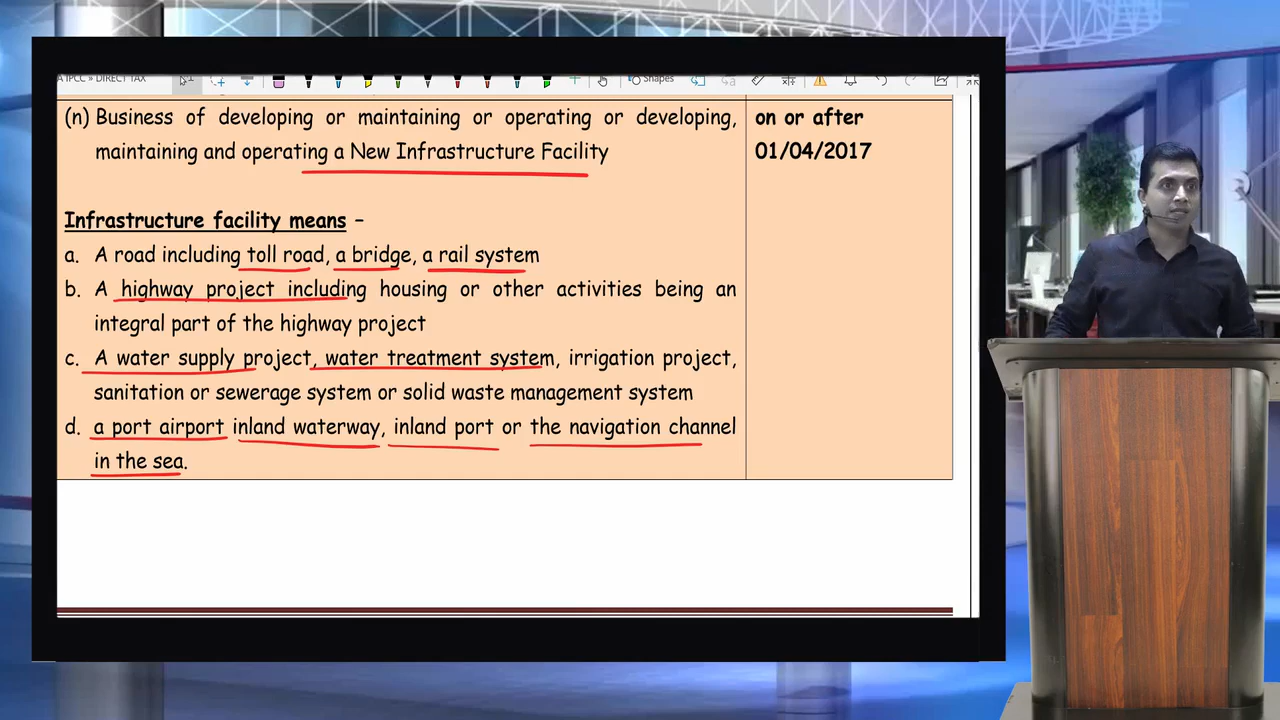 A IPCC » DIRECT TAX
Shapes
(n) Business of developing or maintaining or operating or developing,
maintaining and operating a New Infrastructure Facility
on or after
01/04/2017
Infrastructure facility means –
a. A road including toll road, a bridge, a rail system
b. A highway project including housing or other activities being an
integral part of the highway project
c. A water supply project, water treatment system, irrigation project,
sanitation or sewerage system or solid waste management system
d. a port airport inland waterway, inland port or the navigation channel
in the sea.